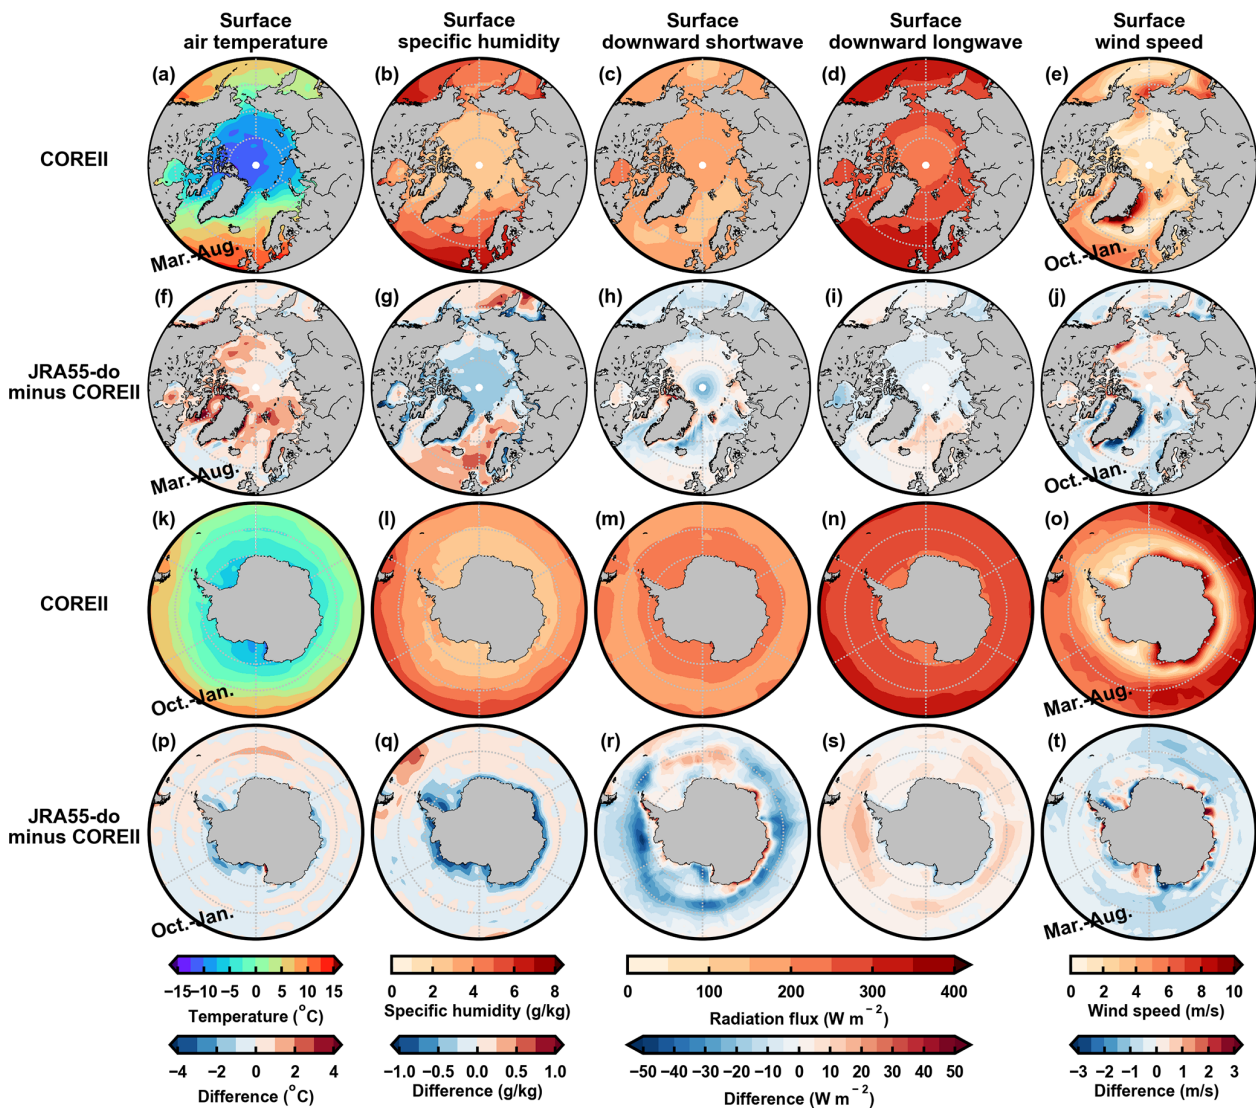 Surface
air temperature
Surface
specific humidity
Surface
downward shortwave
Surface
downward longwave
Surface
wind speed
COREII
(a)
Mar.-Aug.
(b)
(c)
(d)
(e)
Oct.-Jan.
JRA55-do
minus COREII
(f)
Mar.-Aug.
(g)
(h)
(i)
(j)
Oct.-Jan.
COREII
(k)
Oct.-Jan.
(l)
(m)
(n)
(o)
Mar.-Aug.
JRA55-do
minus COREII
(p)
Oct.-Jan.
(q)
(r)
(s)
(t)
Mar.-Aug.
−15 −10 −5 0 5 10 15
Temperature (°C)
0 2 4 6 8
Specific humidity (g/kg)
0 100 200 300 400
Radiation flux (W m−2)
0 2 4 6 8 10
Wind speed (m/s)
−4 −2 0 2 4
Difference (°C)
−1.0 −0.5 0.0 0.5 1.0
Difference (g/kg)
−50 −40 −30 −20 −10 0 10 20 30 40 50
Difference (W m−2)
−3 −2 −1 0 1 2 3
Difference (m/s)